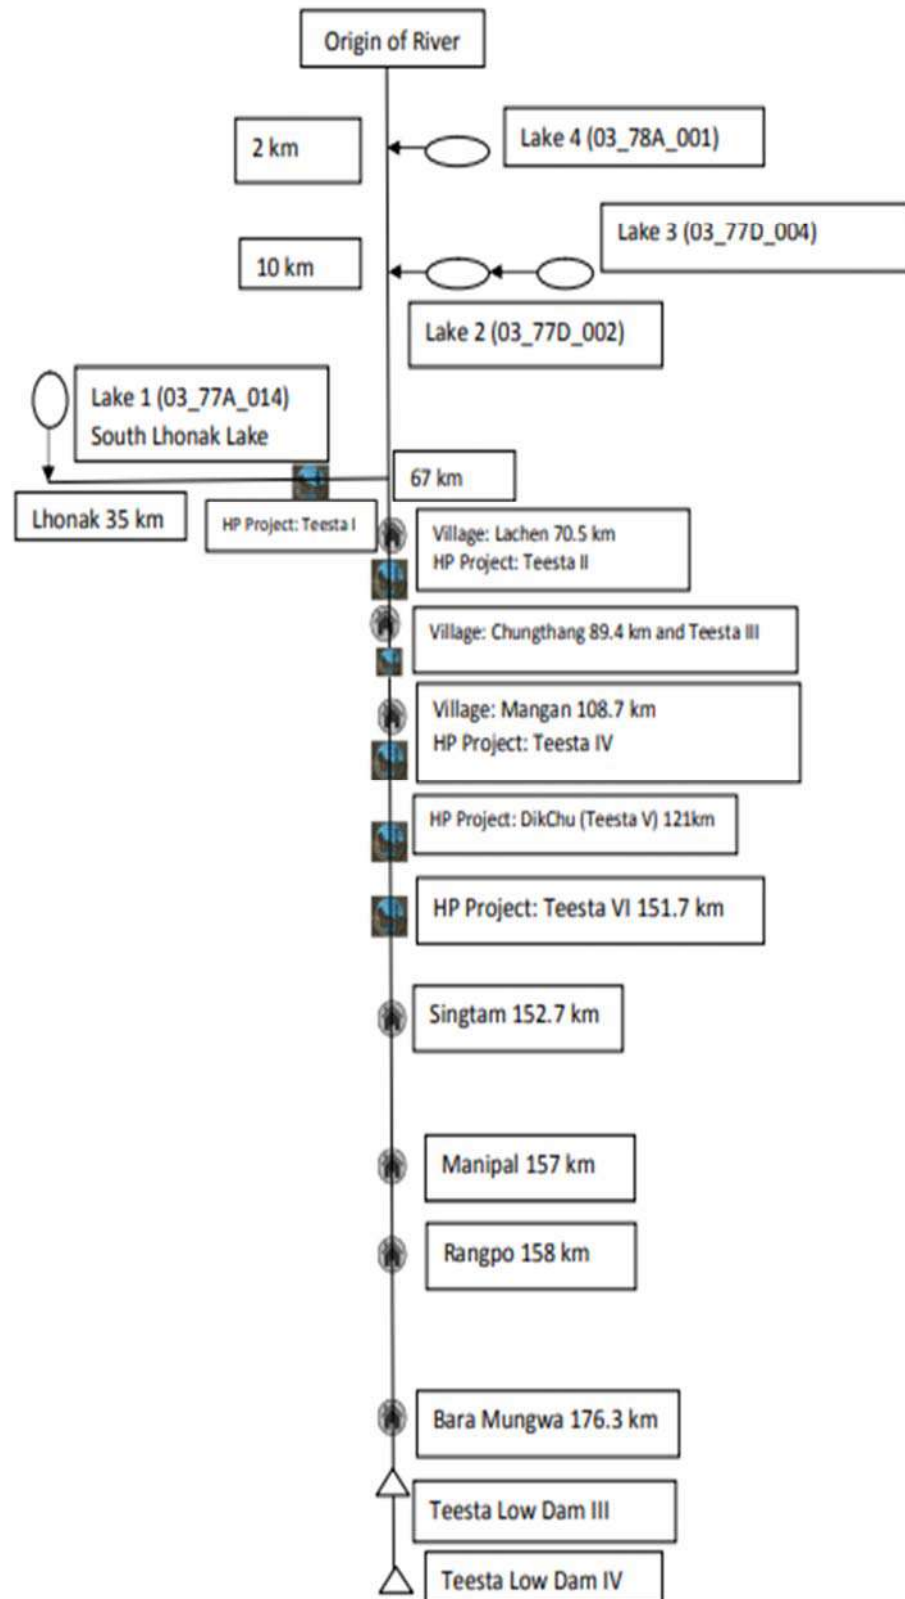 Origin of River
2 km
Lake 4 (03_78A_001)
10 km
Lake 3 (03_77D_004)
Lake 2 (03_77D_002)
Lake 1 (03_77A_014)
South Lhonak Lake
67 km
Lhonak 35 km
HP Project: Teesta I
Village: Lachen 70.5 km
HP Project: Teesta II
Village: Chungthang 89.4 km and Teesta III
Village: Mangan 108.7 km
HP Project: Teesta IV
HP Project: DikChu (Teesta V) 121km
HP Project: Teesta VI 151.7 km
Singtam 152.7 km
Manipal 157 km
Rangpo 158 km
Bara Mungwa 176.3 km
Teesta Low Dam III
Teesta Low Dam IV